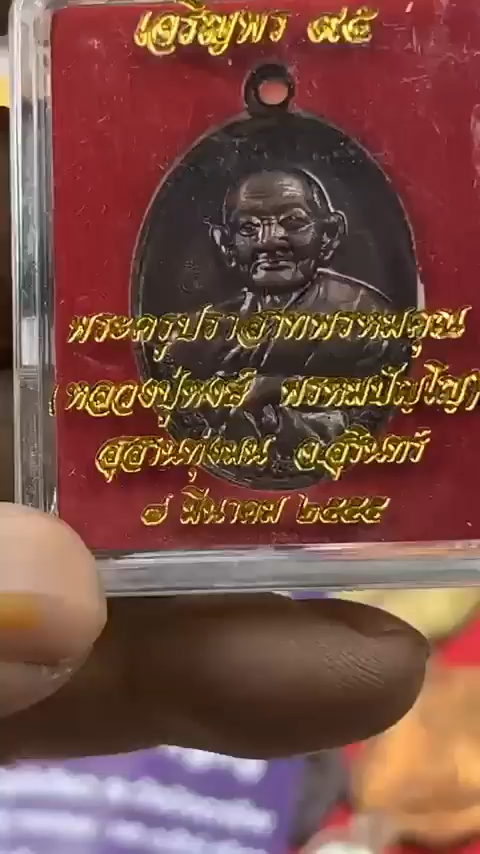 เจริญพร ๙๕
พระครูปราสาทพรหมคุณ
(หลวงปู่หงส์ พรหมปัญโญ)
สุสานทุ่งมน จ.สุรินทร์
๗ มีนาคม ๒๕๕๕